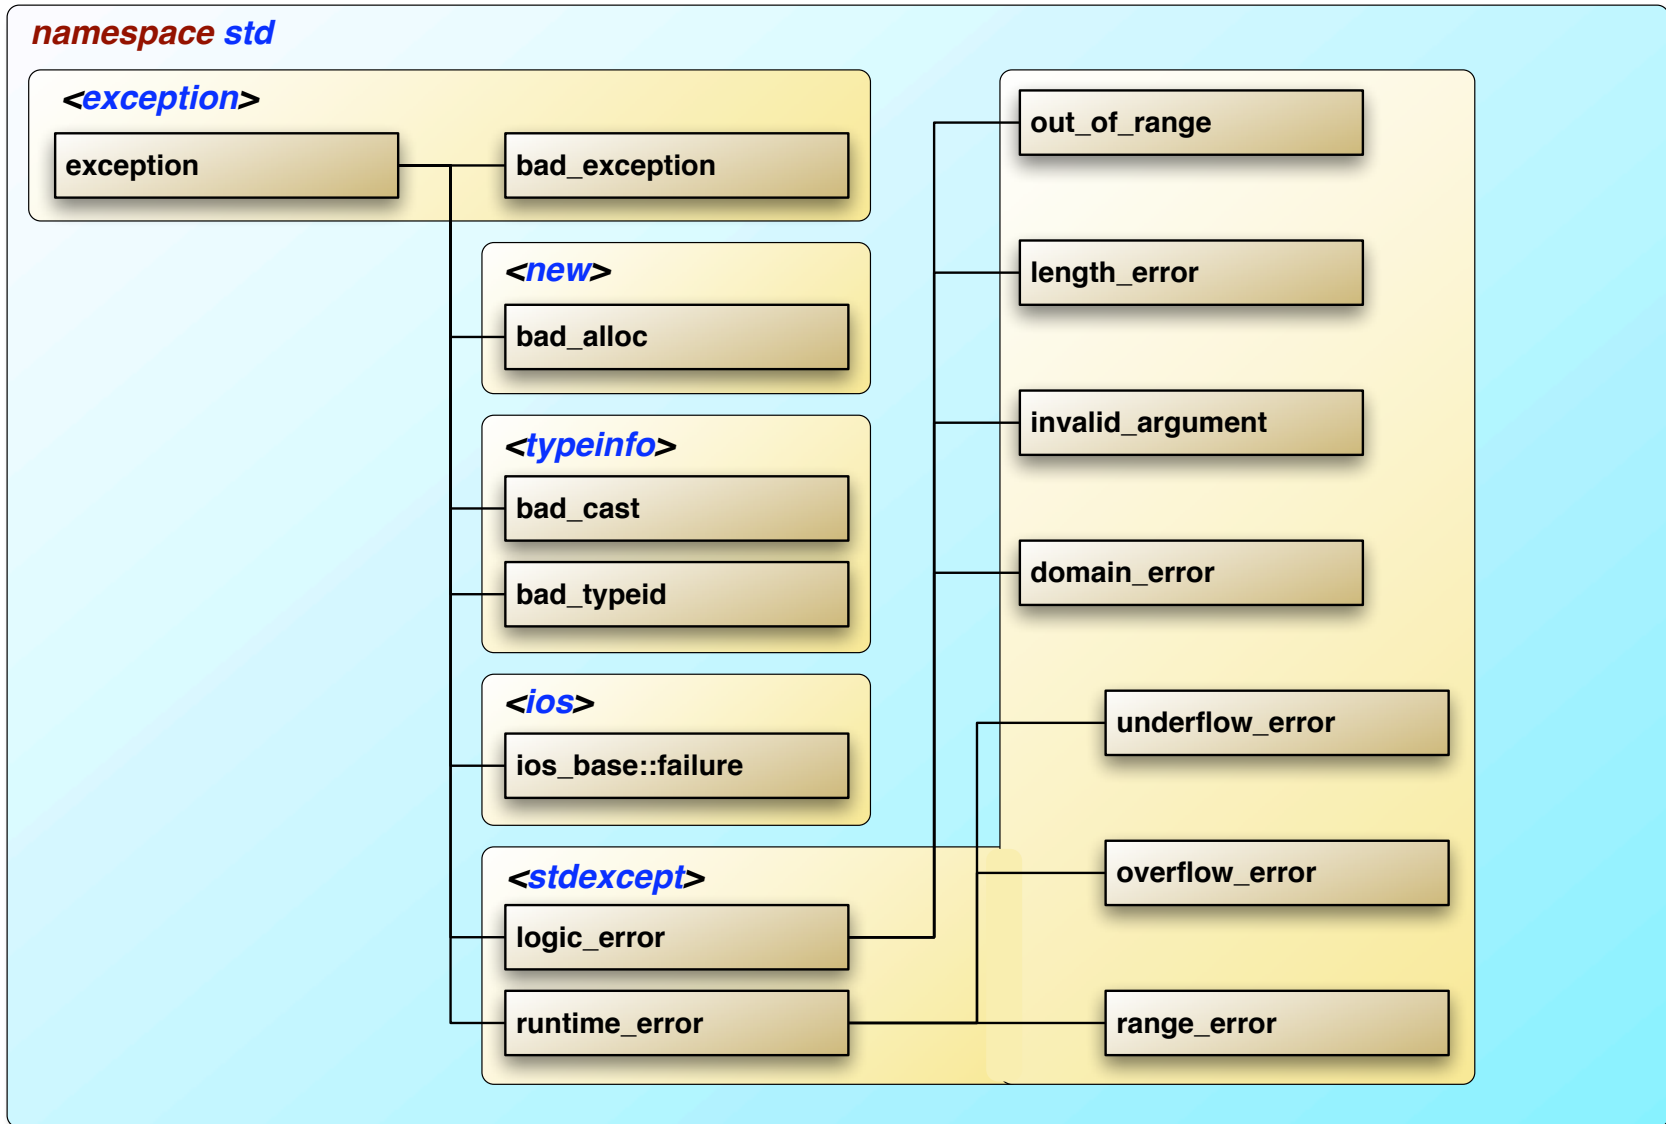 namespace std
<exception>
exception
bad_exception
<new>
bad_alloc
<typeinfo>
bad_cast
bad_typeid
<ios>
ios_base::failure
<stdexcept>
logic_error
runtime_error
out_of_range
length_error
invalid_argument
domain_error
underflow_error
overflow_error
range_error